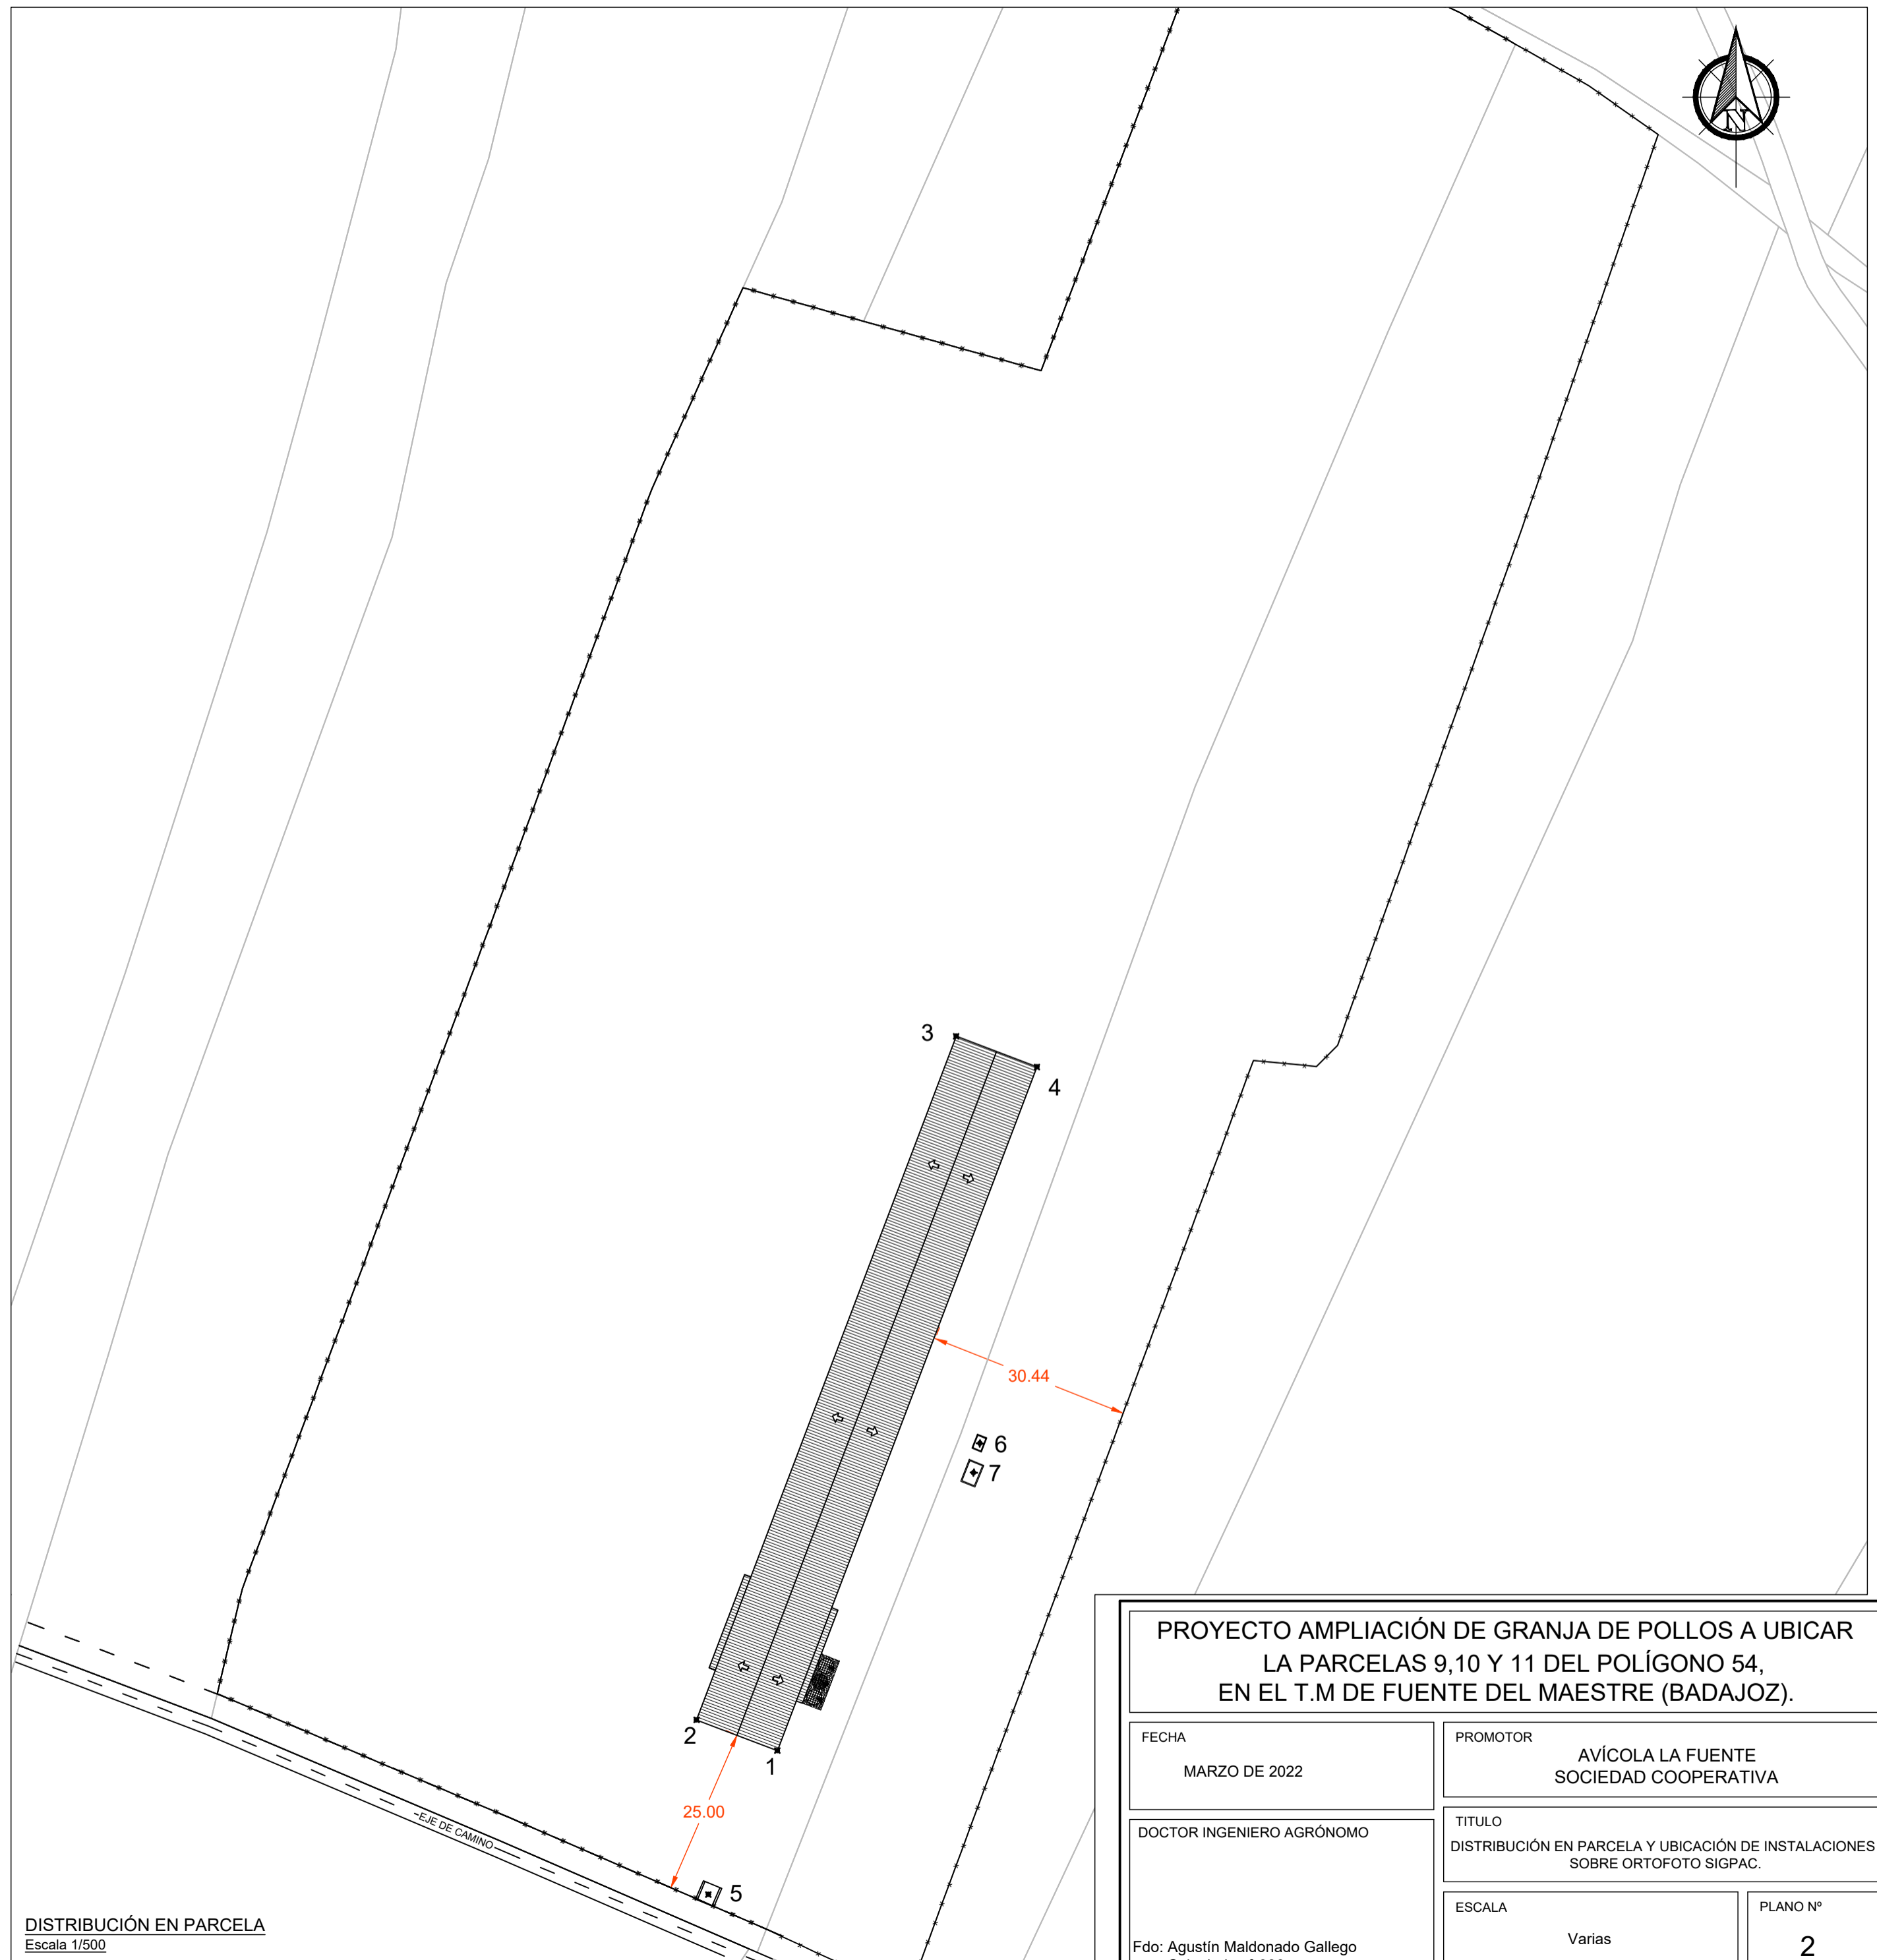 N
3
4
30.44
6
7
2
1
25.00
EJE DE CAMINO
5
DISTRIBUCIÓN EN PARCELA
Escala 1/500
PROYECTO AMPLIACIÓN DE GRANJA DE POLLOS A UBICAR
LA PARCELAS 9,10 Y 11 DEL POLÍGONO 54,
EN EL T.M DE FUENTE DEL MAESTRE (BADAJOZ).
FECHA
MARZO DE 2022
PROMOTOR
AVÍCOLA LA FUENTE
SOCIEDAD COOPERATIVA
DOCTOR INGENIERO AGRÓNOMO
Fdo: Agustín Maldonado Gallego
TITULO
DISTRIBUCIÓN EN PARCELA Y UBICACIÓN DE INSTALACIONES
SOBRE ORTOFOTO SIGPAC.
ESCALA
Varias
PLANO Nº
2